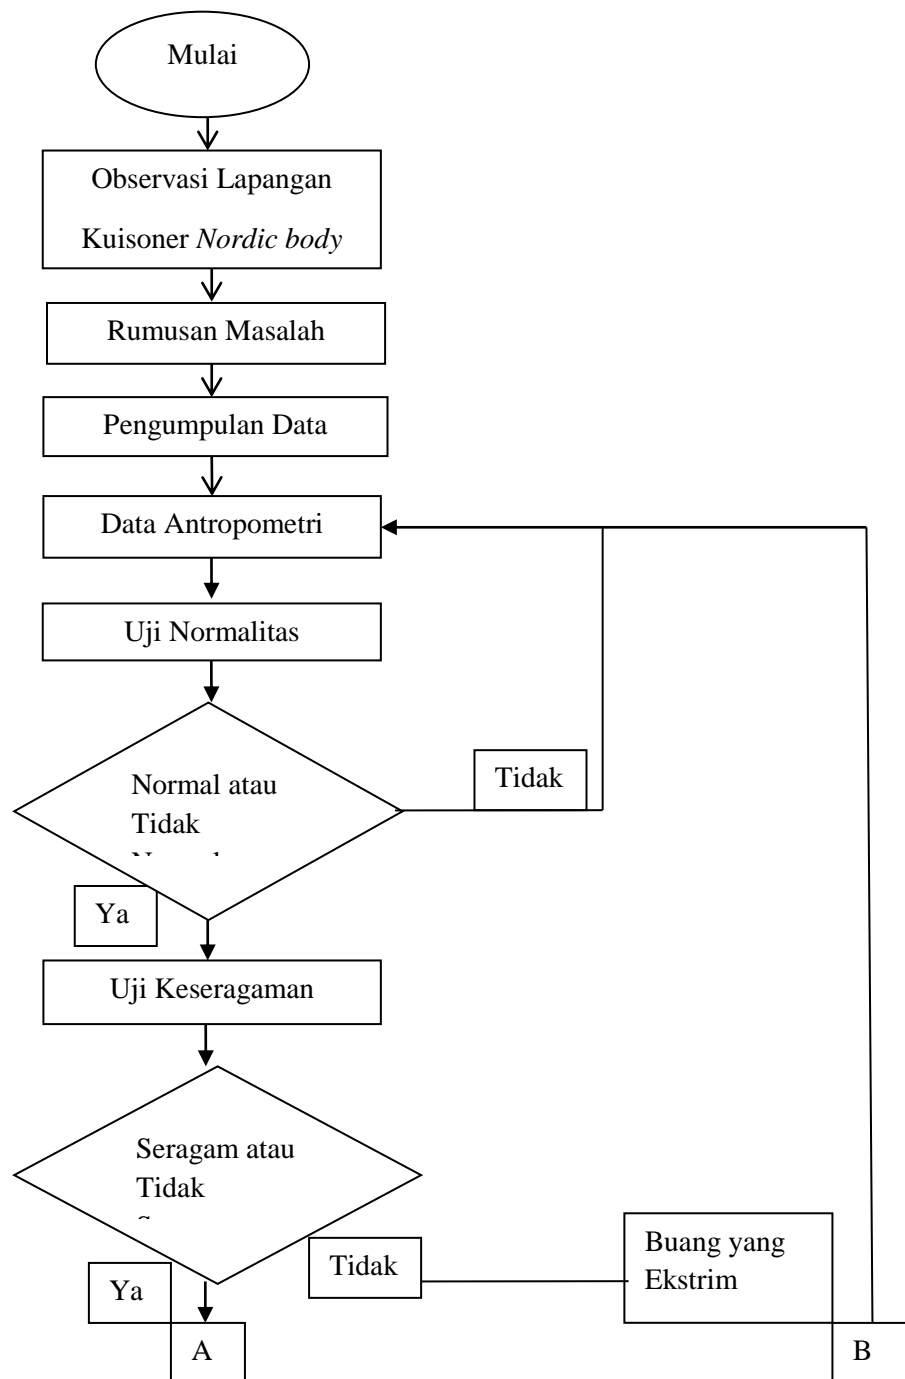 Mulai
Observasi Lapangan
Kuisoner Nordic body
Rumusan Masalah
Pengumpulan Data
Data Antropometri
Uji Normalitas
Normal atau
Tidak
Tidak
Ya
Uji Keseragaman
Seragam atau
Tidak
Tidak
Buang yang
Ekstrim
Ya
A
B